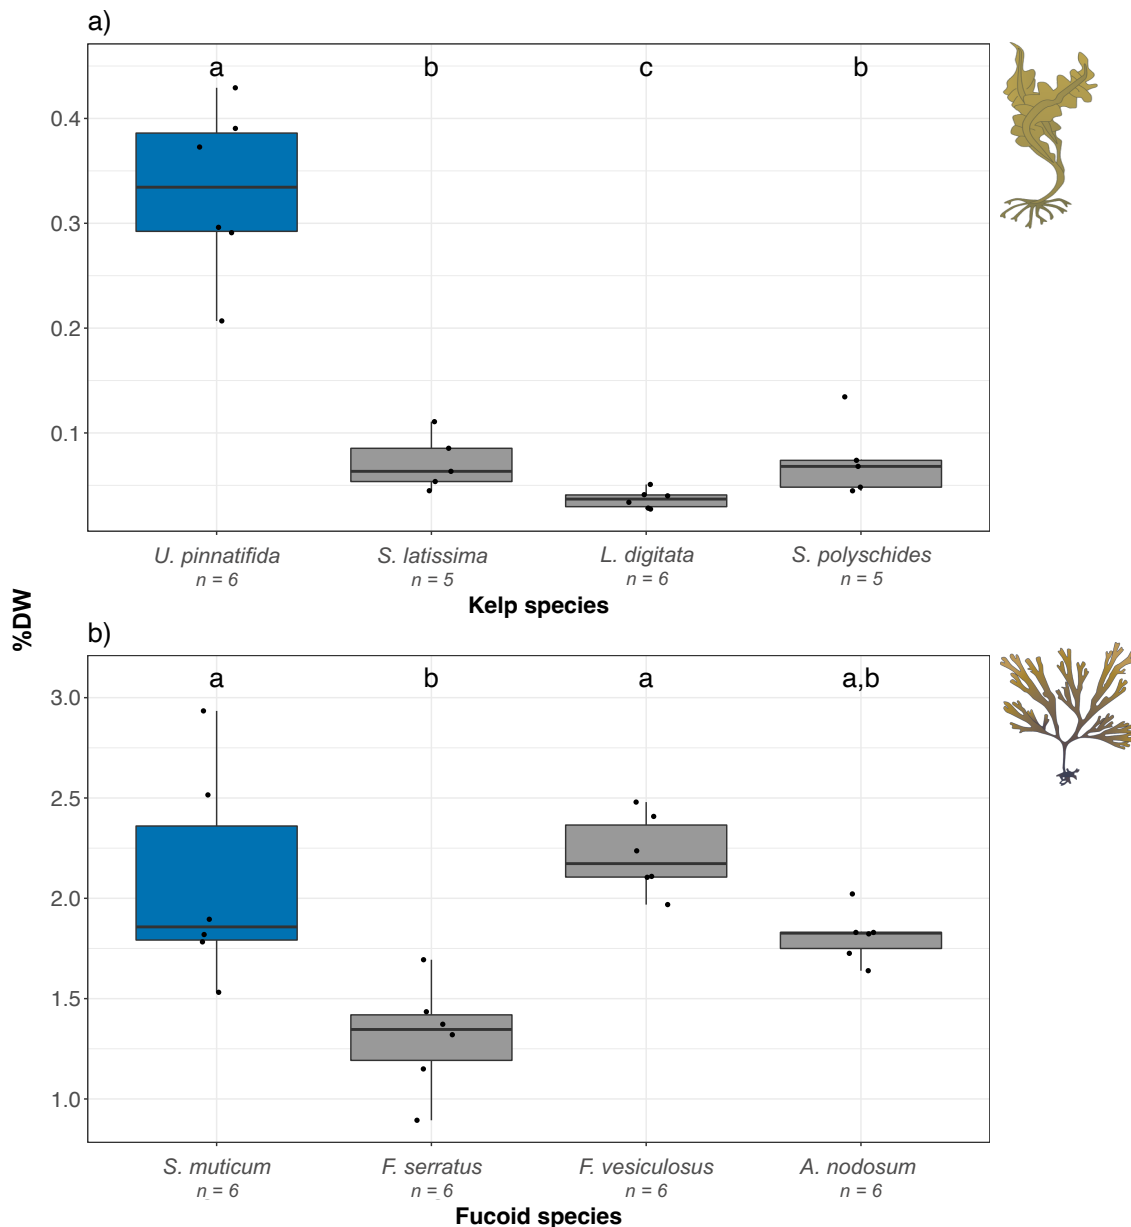 a)
a b c b
0.4
0.3
0.2
0.1
U. pinnatifida S. latissima L. digitata S. polyschides
n = 6 n = 5 n = 6 n = 5
Kelp species
%DW
b)
a b a a,b
3.0
2.5
2.0
1.5
1.0
S. muticum F. serratus F. vesiculosus A. nodosum
n = 6 n = 6 n = 6 n = 6
Fucoid species